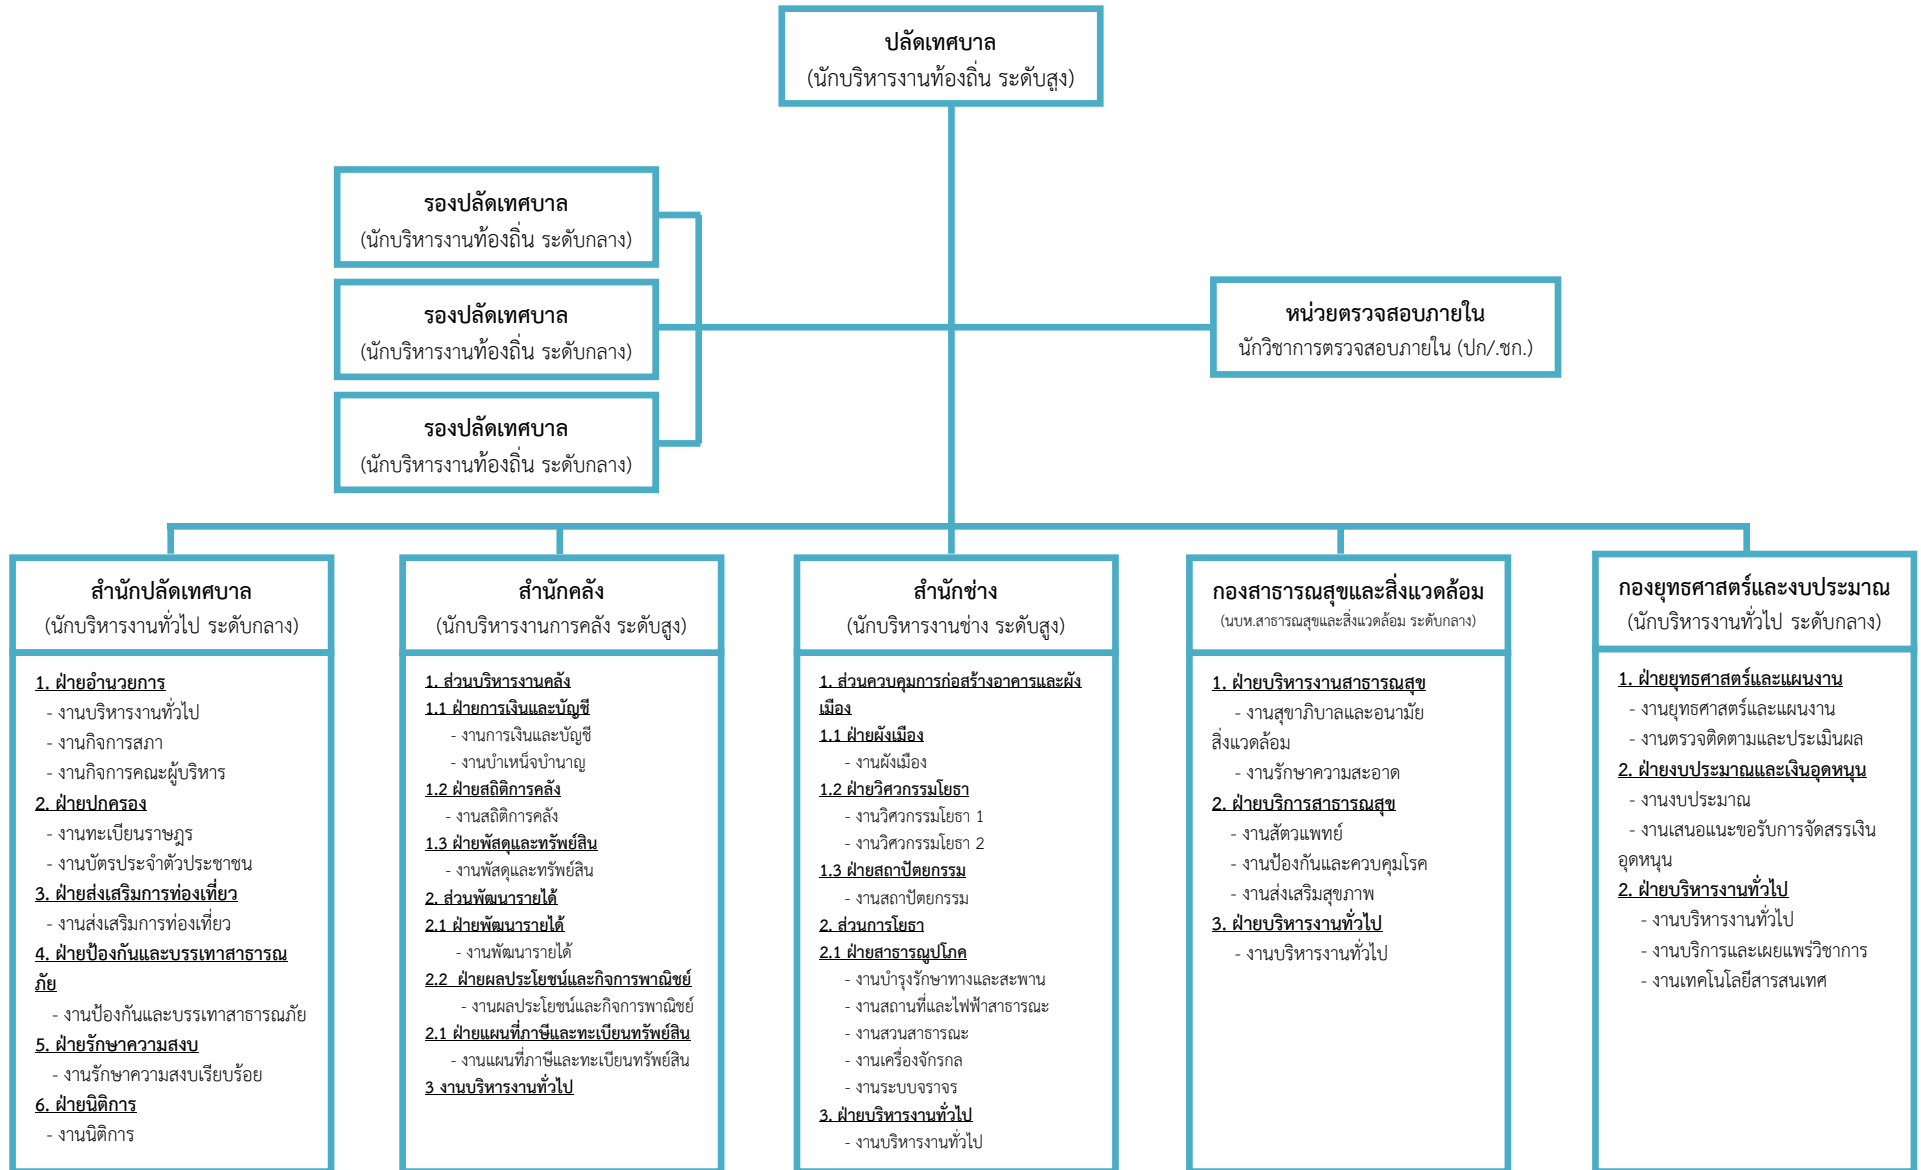 ปลัดเทศบาล
(นักบริหารงานท้องถิ่น ระดับสูง)
รองปลัดเทศบาล
(นักบริหารงานท้องถิ่น ระดับกลาง)
รองปลัดเทศบาล
(นักบริหารงานท้องถิ่น ระดับกลาง)
รองปลัดเทศบาล
(นักบริหารงานท้องถิ่น ระดับกลาง)
หน่วยตรวจสอบภายใน
นักวิชาการตรวจสอบภายใน (ปก/.ชก.)
สำนักปลัดเทศบาล
(นักบริหารงานทั่วไป ระดับกลาง)
1. ฝ่ายอำนวยการ
- งานบริหารงานทั่วไป
- งานกิจการสภา
- งานกิจการคณะผู้บริหาร
2. ฝ่ายปกครอง
- งานทะเบียนราษฎร
- งานบัตรประจำตัวประชาชน
3. ฝ่ายส่งเสริมการท่องเที่ยว
- งานส่งเสริมการท่องเที่ยว
4. ฝ่ายป้องกันและบรรเทาสาธารณ
ภัย
- งานป้องกันและบรรเทาสาธารณภัย
5. ฝ่ายรักษาความสงบ
- งานรักษาความสงบเรียบร้อย
6. ฝ่ายนิติการ
- งานนิติการ
สำนักคลัง
(นักบริหารงานการคลัง ระดับสูง)
1. ส่วนบริหารงานคลัง
1.1 ฝ่ายการเงินและบัญชี
- งานการเงินและบัญชี
- งานบำเหน็จบำนาญ
1.2 ฝ่ายสถิติการคลัง
- งานสถิติการคลัง
1.3 ฝ่ายพัสดุและทรัพย์สิน
- งานพัสดุและทรัพย์สิน
2. ส่วนพัฒนารายได้
2.1 ฝ่ายพัฒนารายได้
- งานพัฒนารายได้
2.2 ฝ่ายผลประโยชน์และกิจการพาณิชย์
- งานผลประโยชน์และกิจการพาณิชย์
2.1 ฝ่ายแผนที่ภาษีและทะเบียนทรัพย์สิน
- งานแผนที่ภาษีและทะเบียนทรัพย์สิน
3 งานบริหารงานทั่วไป
สำนักช่าง
(นักบริหารงานช่าง ระดับสูง)
1. ส่วนควบคุมการก่อสร้างอาคารและผัง
เมือง
1.1 ฝ่ายผังเมือง
- งานผังเมือง
1.2 ฝ่ายวิศวกรรมโยธา
- งานวิศวกรรมโยธา 1
- งานวิศวกรรมโยธา 2
1.3 ฝ่ายสถาปัตยกรรม
- งานสถาปัตยกรรม
2. ส่วนการโยธา
2.1 ฝ่ายสาธารณูปโภค
- งานบำรุงรักษาทางและสะพาน
- งานสถานที่และไฟฟ้าสาธารณะ
- งานสวนสาธารณะ
- งานเครื่องจักรกล
- งานระบบจราจร
3. ฝ่ายบริหารงานทั่วไป
- งานบริหารงานทั่วไป
กองสาธารณสุขและสิ่งแวดล้อม
(นบห.สาธารณสุขและสิ่งแวดล้อม ระดับกลาง)
1. ฝ่ายบริหารงานสาธารณสุข
- งานสุขาภิบาลและอนามัย
สิ่งแวดล้อม
- งานรักษาความสะอาด
2. ฝ่ายบริการสาธารณสุข
- งานสัตวแพทย์
- งานป้องกันและควบคุมโรค
- งานส่งเสริมสุขภาพ
3. ฝ่ายบริหารงานทั่วไป
- งานบริหารงานทั่วไป
กองยุทธศาสตร์และงบประมาณ
(นักบริหารงานทั่วไป ระดับกลาง)
1. ฝ่ายยุทธศาสตร์และแผนงาน
- งานยุทธศาสตร์และแผนงาน
- งานตรวจติดตามและประเมินผล
2. ฝ่ายงบประมาณและเงินอุดหนุน
- งานงบประมาณ
- งานเสนอแนะขอรับการจัดสรรเงิน
อุดหนุน
2. ฝ่ายบริหารงานทั่วไป
- งานบริหารงานทั่วไป
- งานบริการและเผยแพร่วิชาการ
- งานเทคโนโลยีสารสนเทศ